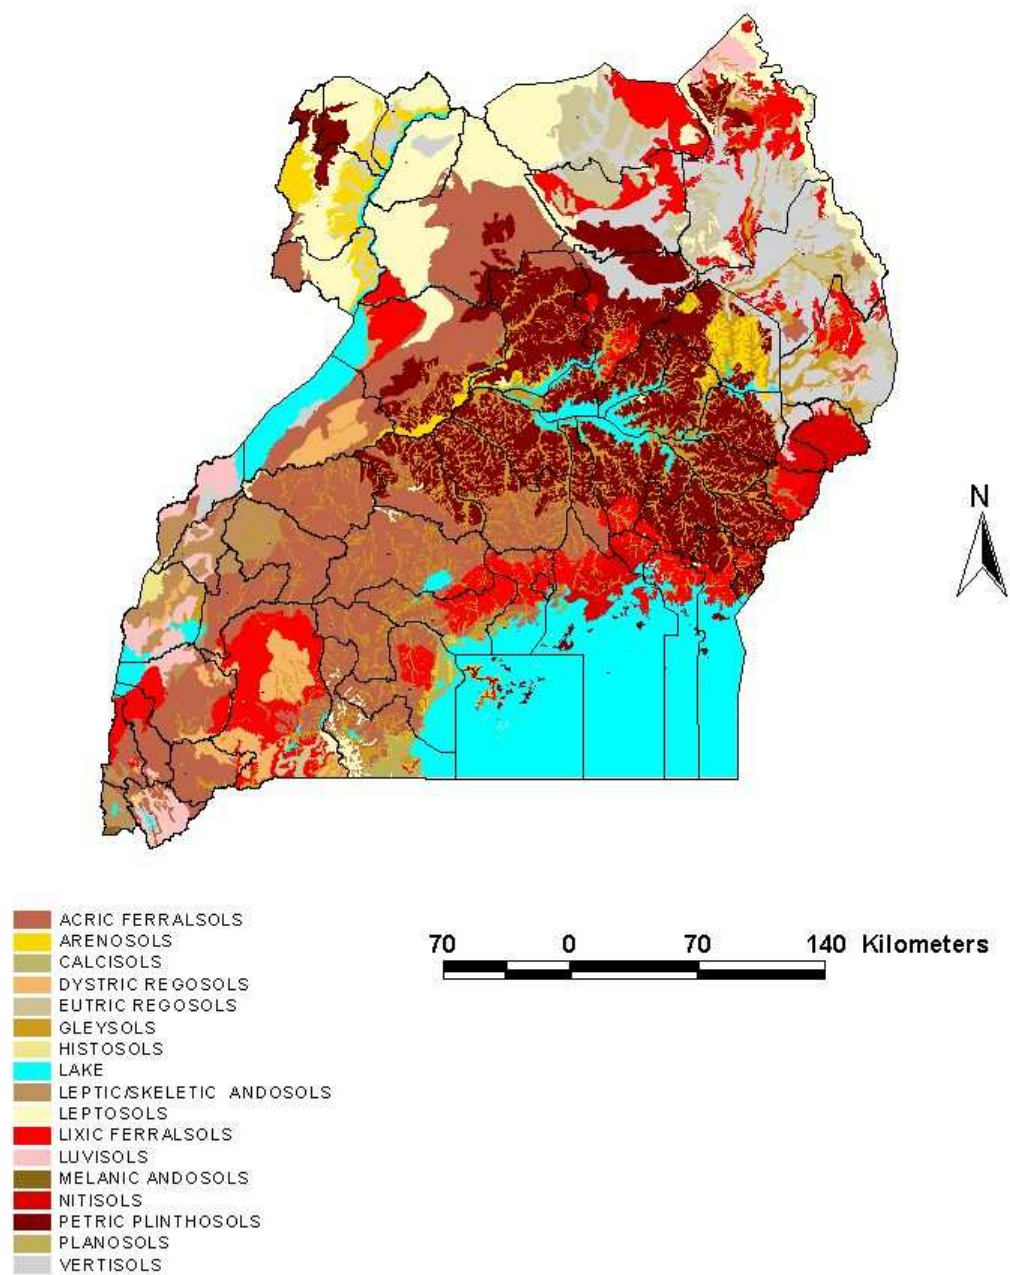 N
ACRIC FERRALSOLS
ARENOSOLS
CALCISOLS
DYSTRIC REGOSOLS
EUTRIC REGOSOLS
GLEYSOLS
HISTOSOLS
LAKE
LEPTIC/SKELETIC ANDOSOLS
LEPTOSOLS
LIXIC FERRALSOLS
LUVISOLS
MELANIC ANDOSOLS
NITISOLS
PETRIC PLINTHOSOLS
PLANOSOLS
VERTISOLS
70 0 70 140 Kilometers